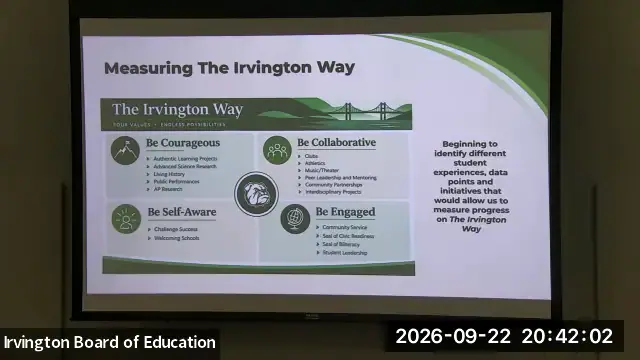 Measuring The Irvington Way
The Irvington Way
FOUR VALUES • ENDLESS POSSIBILITIES
Be Courageous
Authentic Learning Projects
Advanced Science Research
Living History
Public Performances
AP Research
Be Collaborative
Clubs
Athletics
Music/Theater
Peer Leadership and Mentoring
Community Partnerships
Interdisciplinary Projects
Be Self-Aware
Challenge Success
Welcoming Schools
Be Engaged
Community Service
Seal of Civic Readiness
Seal of Biliteracy
Student Leadership
Beginning to
identify different
student
experiences, data
points and
initiatives that
would allow us to
measure progress
on The Irvington
Way
Irvington Board of Education
2026-09-22 20:42:02